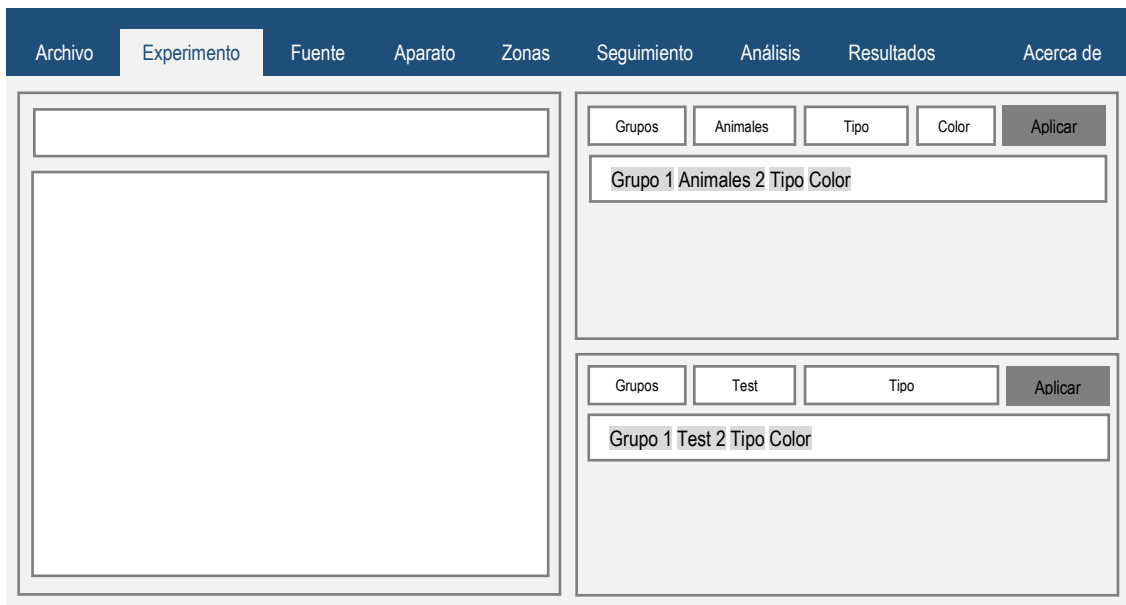 Archivo Experimento Fuente Aparato Zonas Seguimiento Análisis Resultados Acerca de
Grupos Animales Tipo Color Aplicar
Grupo 1 Animales 2 Tipo Color
Grupos Test Tipo Aplicar
Grupo 1 Test 2 Tipo Color